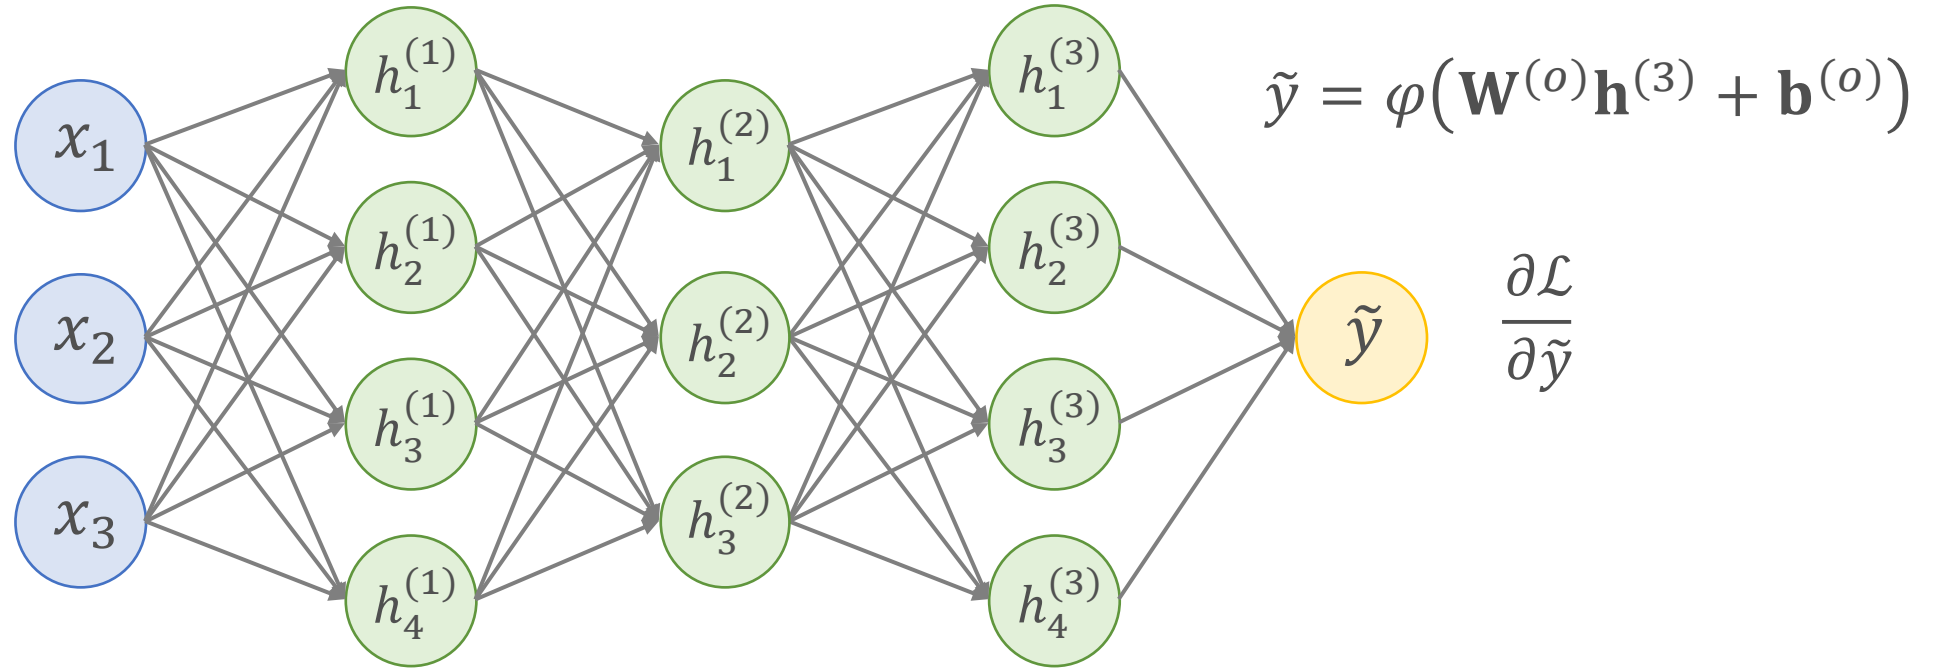 x₁
x₂
x₃
h₁⁽¹⁾
h₂⁽¹⁾
h₃⁽¹⁾
h₄⁽¹⁾
h₁⁽²⁾
h₂⁽²⁾
h₃⁽²⁾
h₁⁽³⁾
h₂⁽³⁾
h₃⁽³⁾
h₄⁽³⁾
ỹ
ỹ = φ(𝐖⁽ᵒ⁾𝐡⁽³⁾ + 𝐛⁽ᵒ⁾)
∂ℒ
∂ỹ